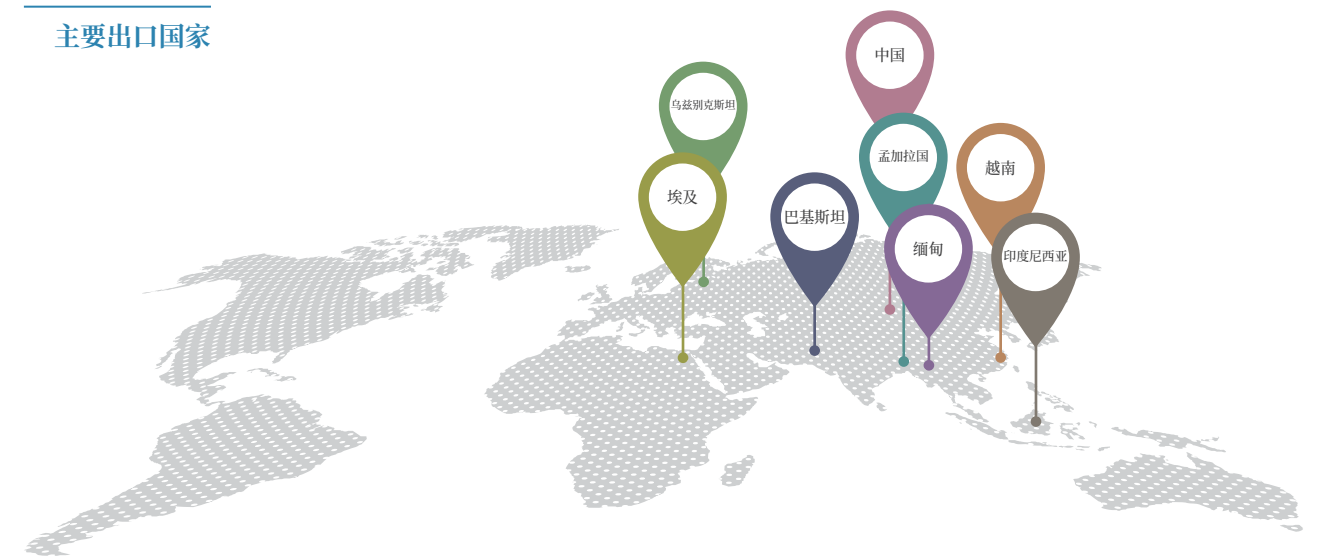 主要出口国家
中国
乌兹别克斯坦
孟加拉国
越南
埃及
巴基斯坦
缅甸
印度尼西亚